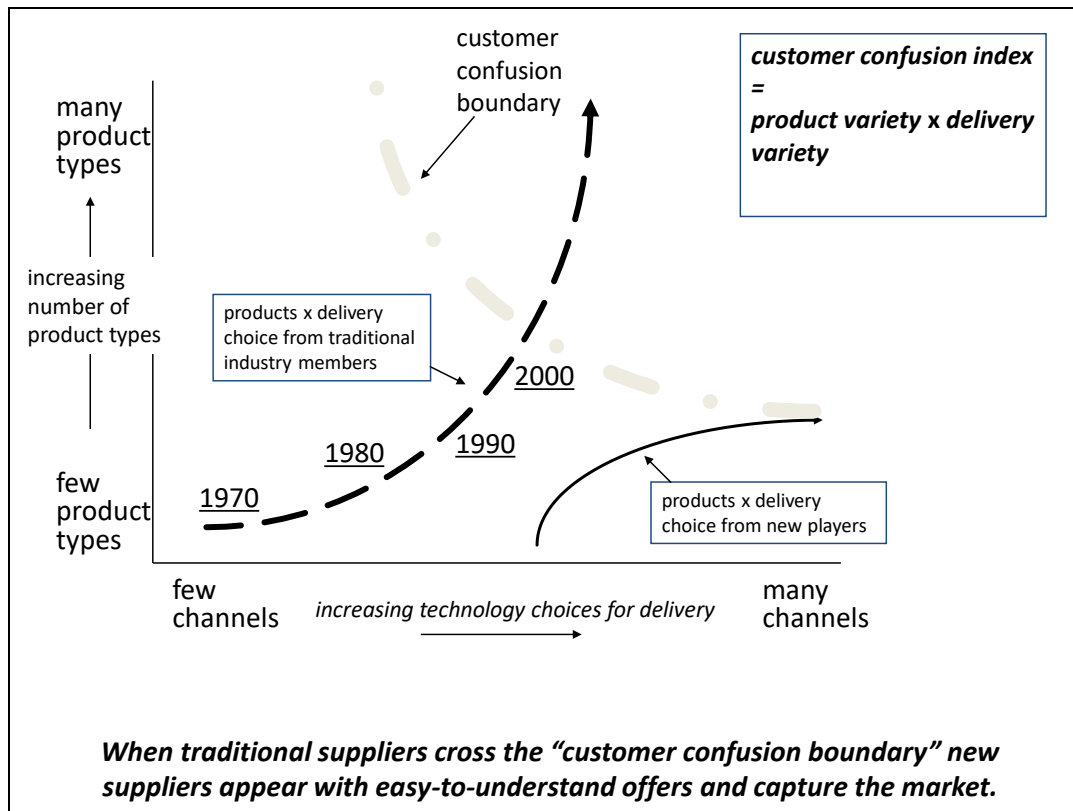 customer
confusion
boundary
customer confusion index
=
product variety x delivery
variety
many
product
types
increasing
number of
product types
products x delivery
choice from traditional
industry members
2000
1990
1980
1970
few
product
types
products x delivery
choice from new players
few
channels
increasing technology choices for delivery
many
channels
When traditional suppliers cross the “customer confusion boundary” new
suppliers appear with easy-to-understand offers and capture the market.